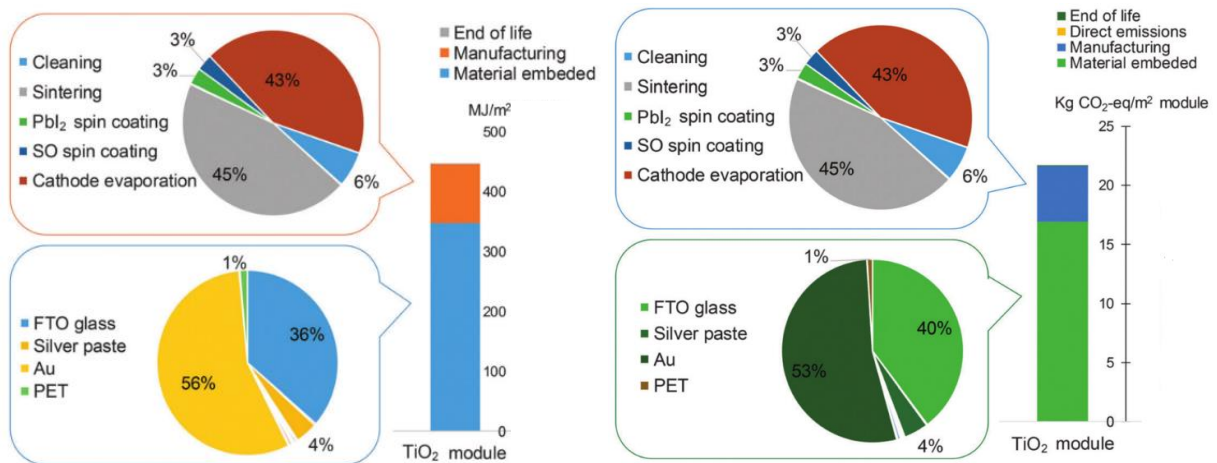 3%
3%
43%
45%
6%
Cleaning
Sintering
PbI₂ spin coating
SO spin coating
Cathode evaporation
End of life
Manufacturing
Material embeded
MJ/m²
500
400
300
200
100
0
TiO₂ module
1%
36%
56%
4%
FTO glass
Silver paste
Au
PET
3%
3%
43%
45%
6%
Cleaning
Sintering
PbI₂ spin coating
SO spin coating
Cathode evaporation
End of life
Direct emissions
Manufacturing
Material embeded
Kg CO₂-eq/m² module
25
20
15
10
5
0
TiO₂ module
1%
40%
53%
4%
FTO glass
Silver paste
Au
PET